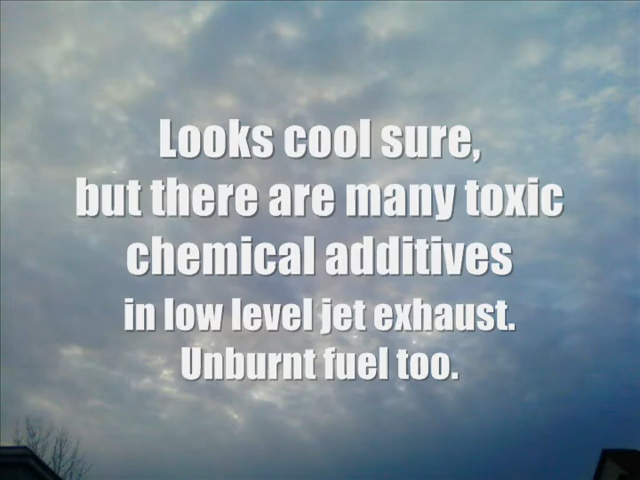 Looks cool sure,
but there are many toxic
chemical additives
in low level jet exhaust.
Unburnt fuel too.